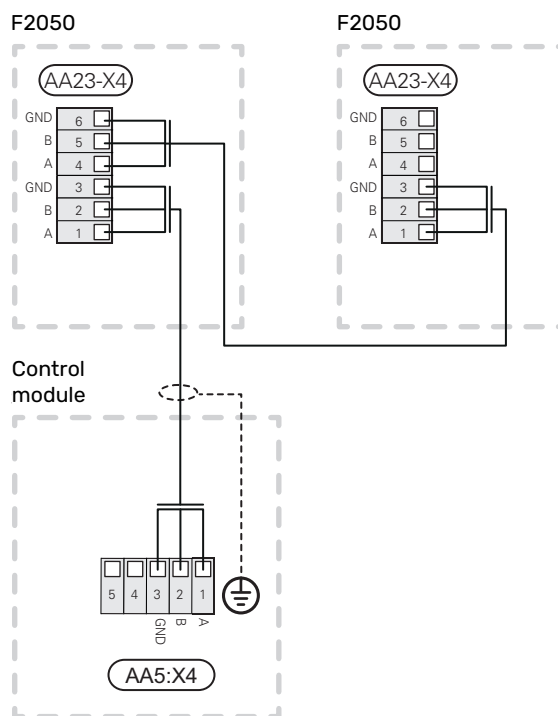 F2050
AA23-X4
GND 6
B 5
A 4
GND 3
B 2
A 1
F2050
AA23-X4
GND 6
B 5
A 4
GND 3
B 2
A 1
Control
module
5 4 3 2 1
GND B A
AA5:X4